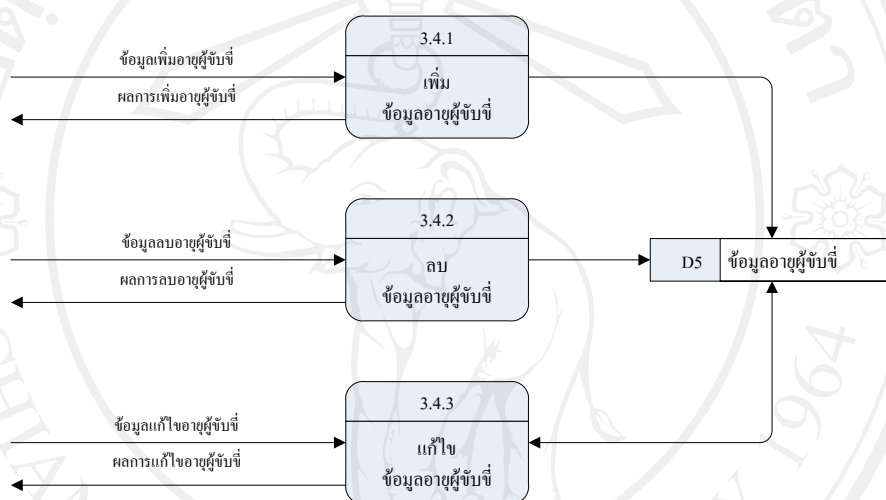 3.4.1
ข้อมูลเพิ่มอายุผู้ขับขี่
เพิ่ม
ผลการเพิ่มอายุผู้ขับขี่
ข้อมูลอายุผู้ขับขี่
3.4.2
ข้อมูลลบอายุผู้ขับขี่
ลบ
ผลการลบอายุผู้ขับขี่
ข้อมูลอายุผู้ขับขี่
D5 ข้อมูลอายุผู้ขับขี่
3.4.3
ข้อมูลแก้ไขอายุผู้ขับขี่
แก้ไข
ผลการแก้ไขอายุผู้ขับขี่
ข้อมูลอายุผู้ขับขี่
CHIAN
1964